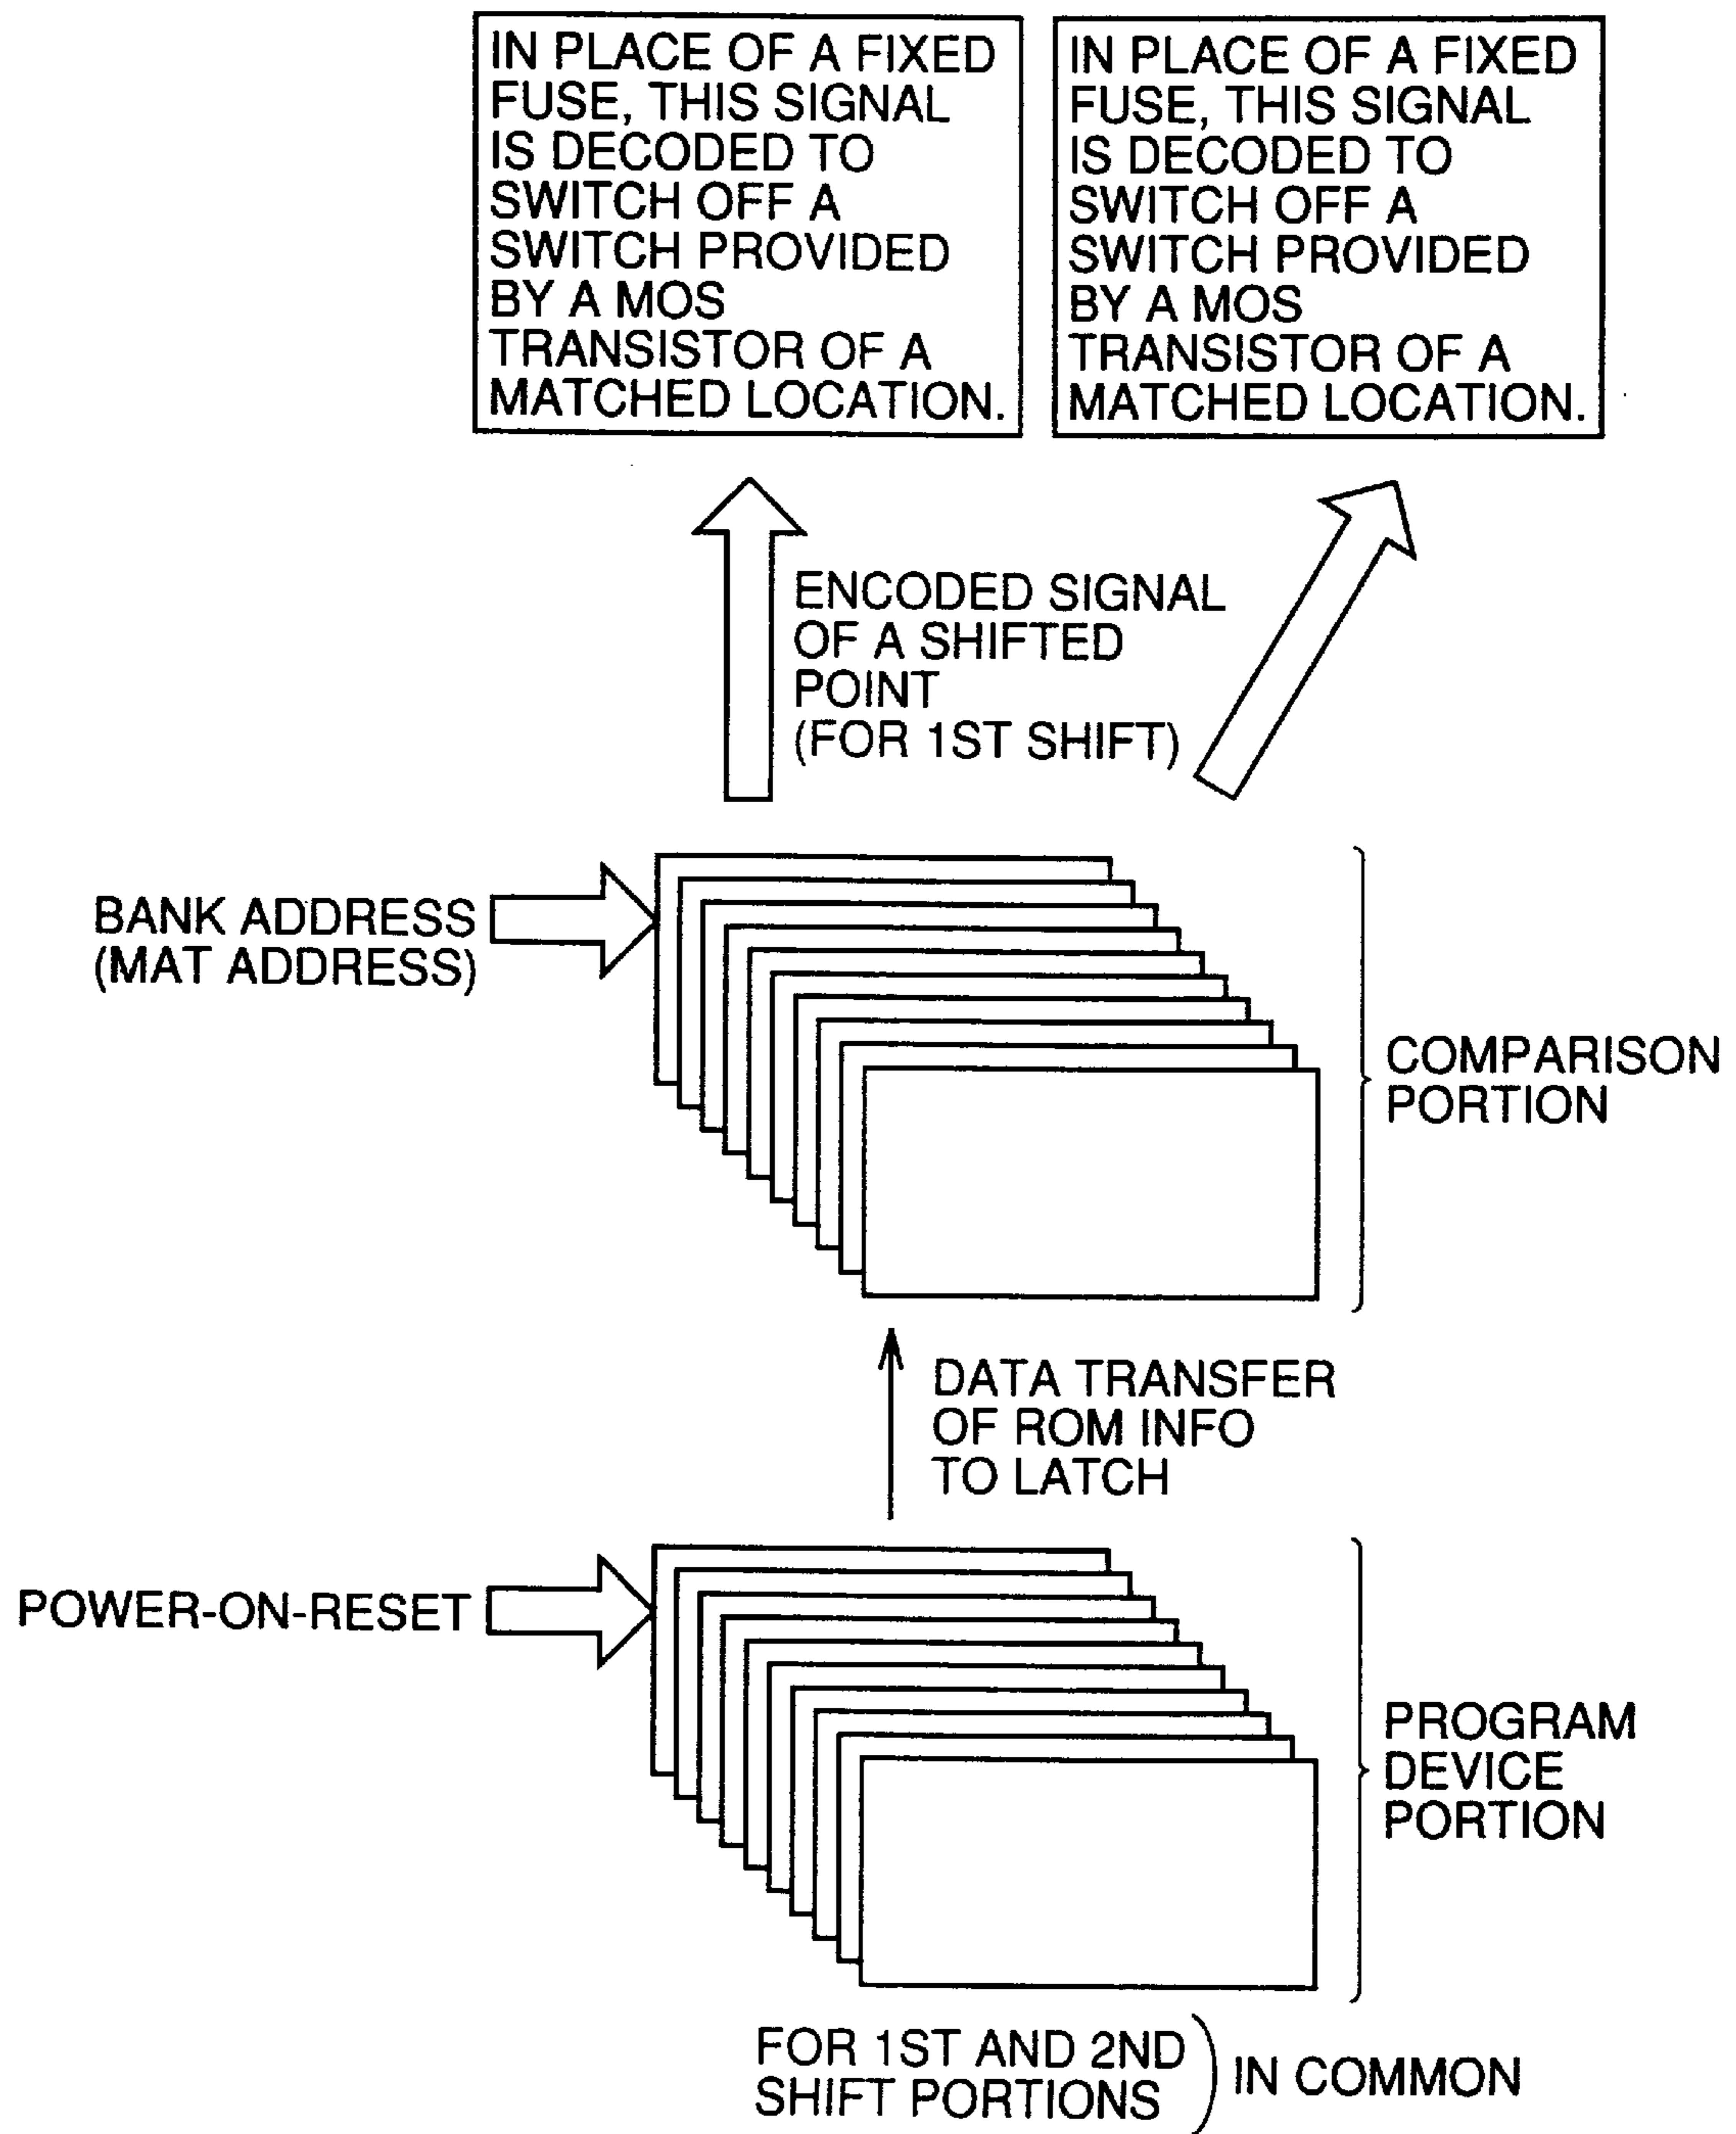 IN PLACE OF A FIXED
FUSE, THIS SIGNAL
IS DECODED TO
SWITCH OFF A
SWITCH PROVIDED
BY A MOS
TRANSISTOR OF A
MATCHED LOCATION.
IN PLACE OF A FIXED
FUSE, THIS SIGNAL
IS DECODED TO
SWITCH OFF A
SWITCH PROVIDED
BY A MOS
TRANSISTOR OF A
MATCHED LOCATION.
ENCODED SIGNAL
OF A SHIFTED
POINT
(FOR 1ST SHIFT)
BANK ADDRESS
(MAT ADDRESS)
COMPARISON
PORTION
DATA TRANSFER
OF ROM INFO
TO LATCH
POWER-ON-RESET
PROGRAM
DEVICE
PORTION
FOR 1ST AND 2ND
SHIFT PORTIONS
) IN COMMON